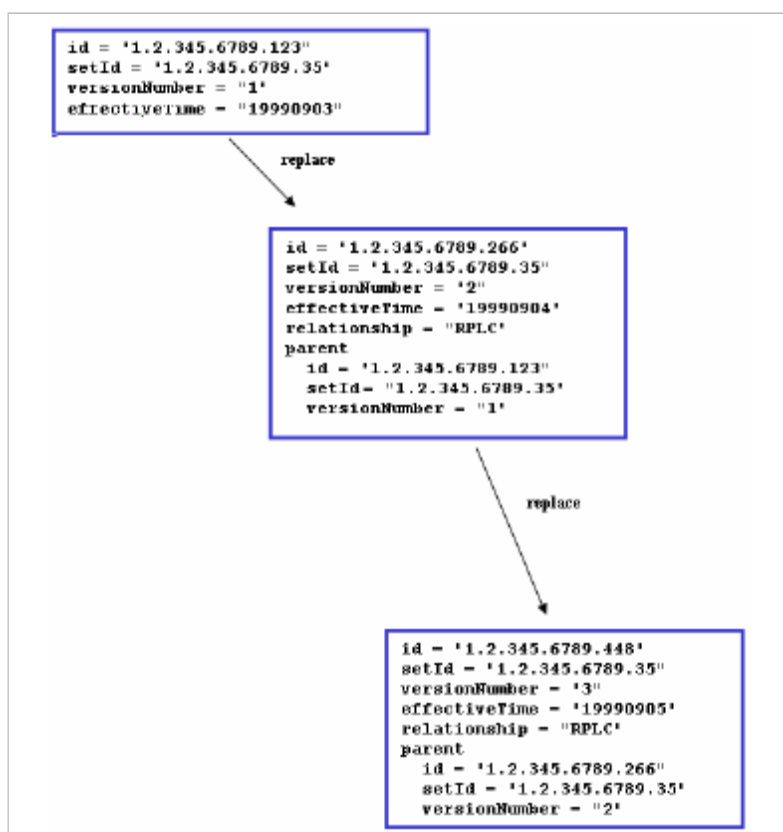 id = "1.2.345.6789.123"
setId = "1.2.345.6789.35"
versionNumber = "1"
effectiveTime = "19990903"
replace
id = "1.2.345.6789.266"
setId = "1.2.345.6789.35"
versionNumber = "2"
effectiveTime = "19990904"
relationship = "RPLC"
parent
id = "1.2.345.6789.123"
setId= "1.2.345.6789.35"
versionNumber = "1"
replace
id = "1.2.345.6789.448"
setId = "1.2.345.6789.35"
versionNumber = "3"
effectiveTime = "19990905"
relationship = "RPLC"
parent
id = "1.2.345.6789.266"
setId = "1.2.345.6789.35"
versionNumber = "2"